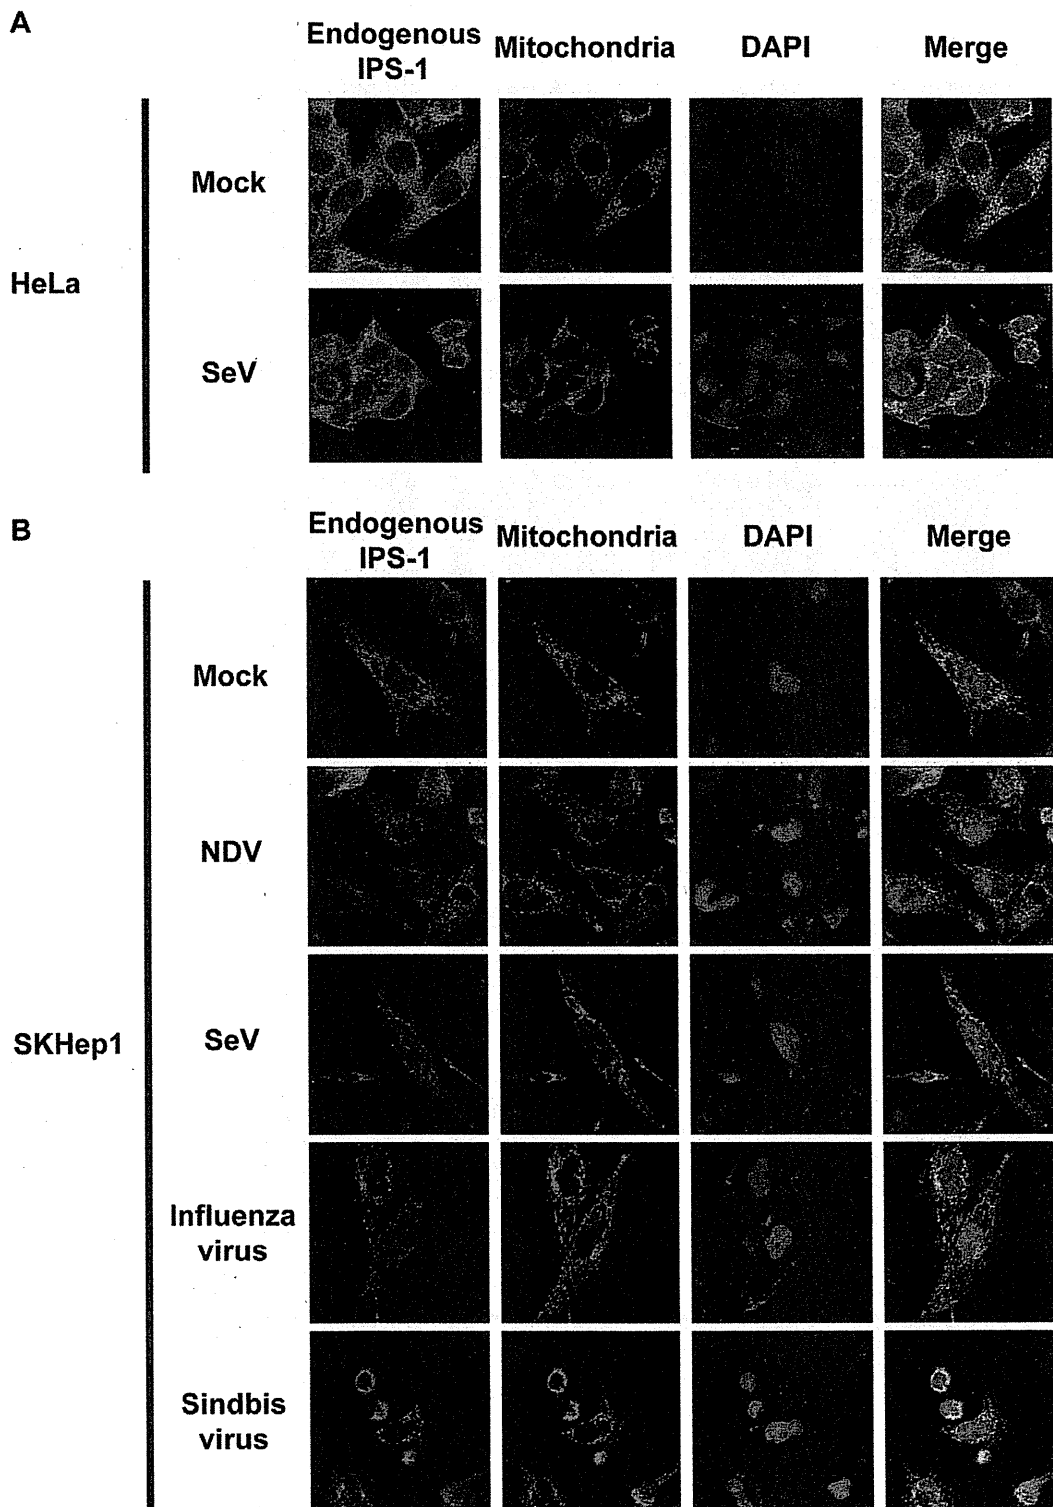 A
Endogenous
IPS-1
Mitochondria
DAPI
Merge
HeLa
Mock
SeV
B
Endogenous
IPS-1
Mitochondria
DAPI
Merge
SKHep1
Mock
NDV
SeV
Influenza
virus
Sindbis
virus